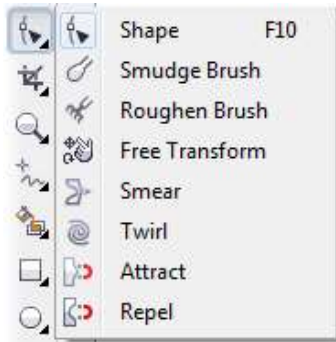 Shape F10
Smudge Brush
Roughen Brush
Free Transform
Smear
Twirl
Attract
Repel